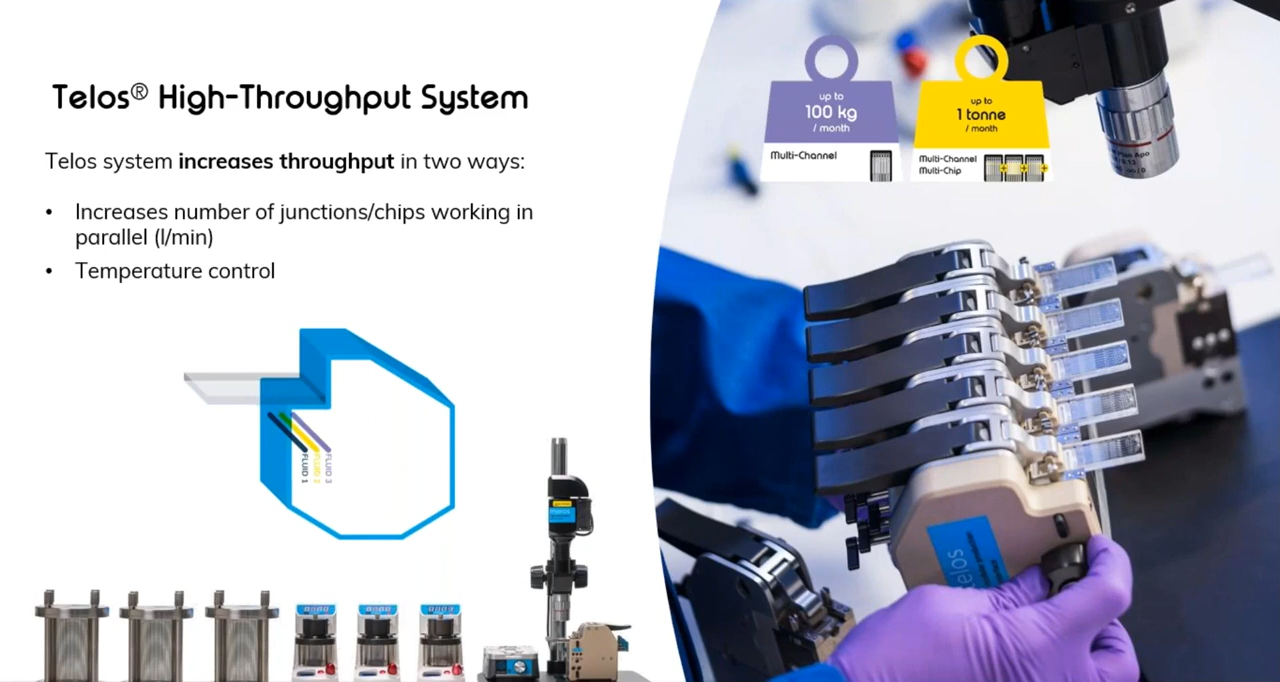 Telos® High-Throughput System
Telos system increases throughput in two ways:
• Increases number of junctions/chips working in
parallel (l/min)
• Temperature control
FLUID 1
FLUID 2
FLUID 3
up to
100 kg
/ month
Multi-Channel
up to
1 tonne
/ month
Multi-Channel
Multi-Chip
Plan Apo
Telos